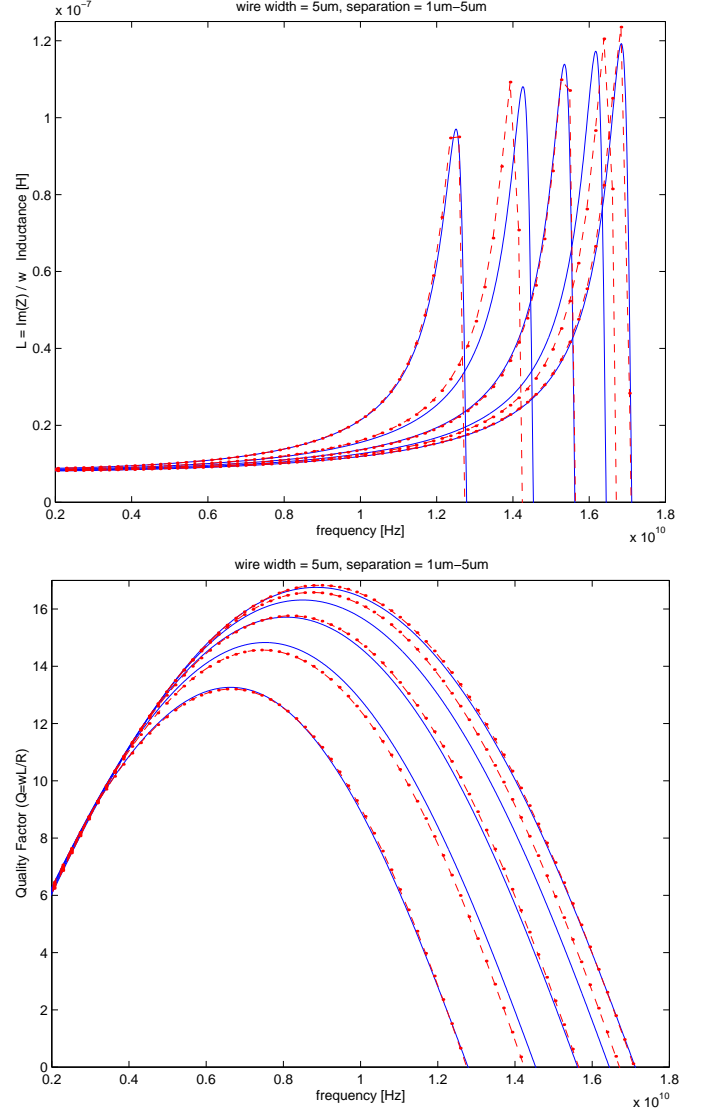 wire width = 5um, separation = 1um−5um
x 10⁻⁷
1.2
1
0.8
0.6
0.4
0.2
0
L = Im(Z) / w   Inductance [H]
0.2 0.4 0.6 0.8 1 1.2 1.4 1.6 1.8
x 10¹⁰
frequency [Hz]
wire width = 5um, separation = 1um−5um
16
14
12
10
8
6
4
2
0
Quality Factor (Q=wL/R)
0.2 0.4 0.6 0.8 1 1.2 1.4 1.6 1.8
x 10¹⁰
frequency [Hz]